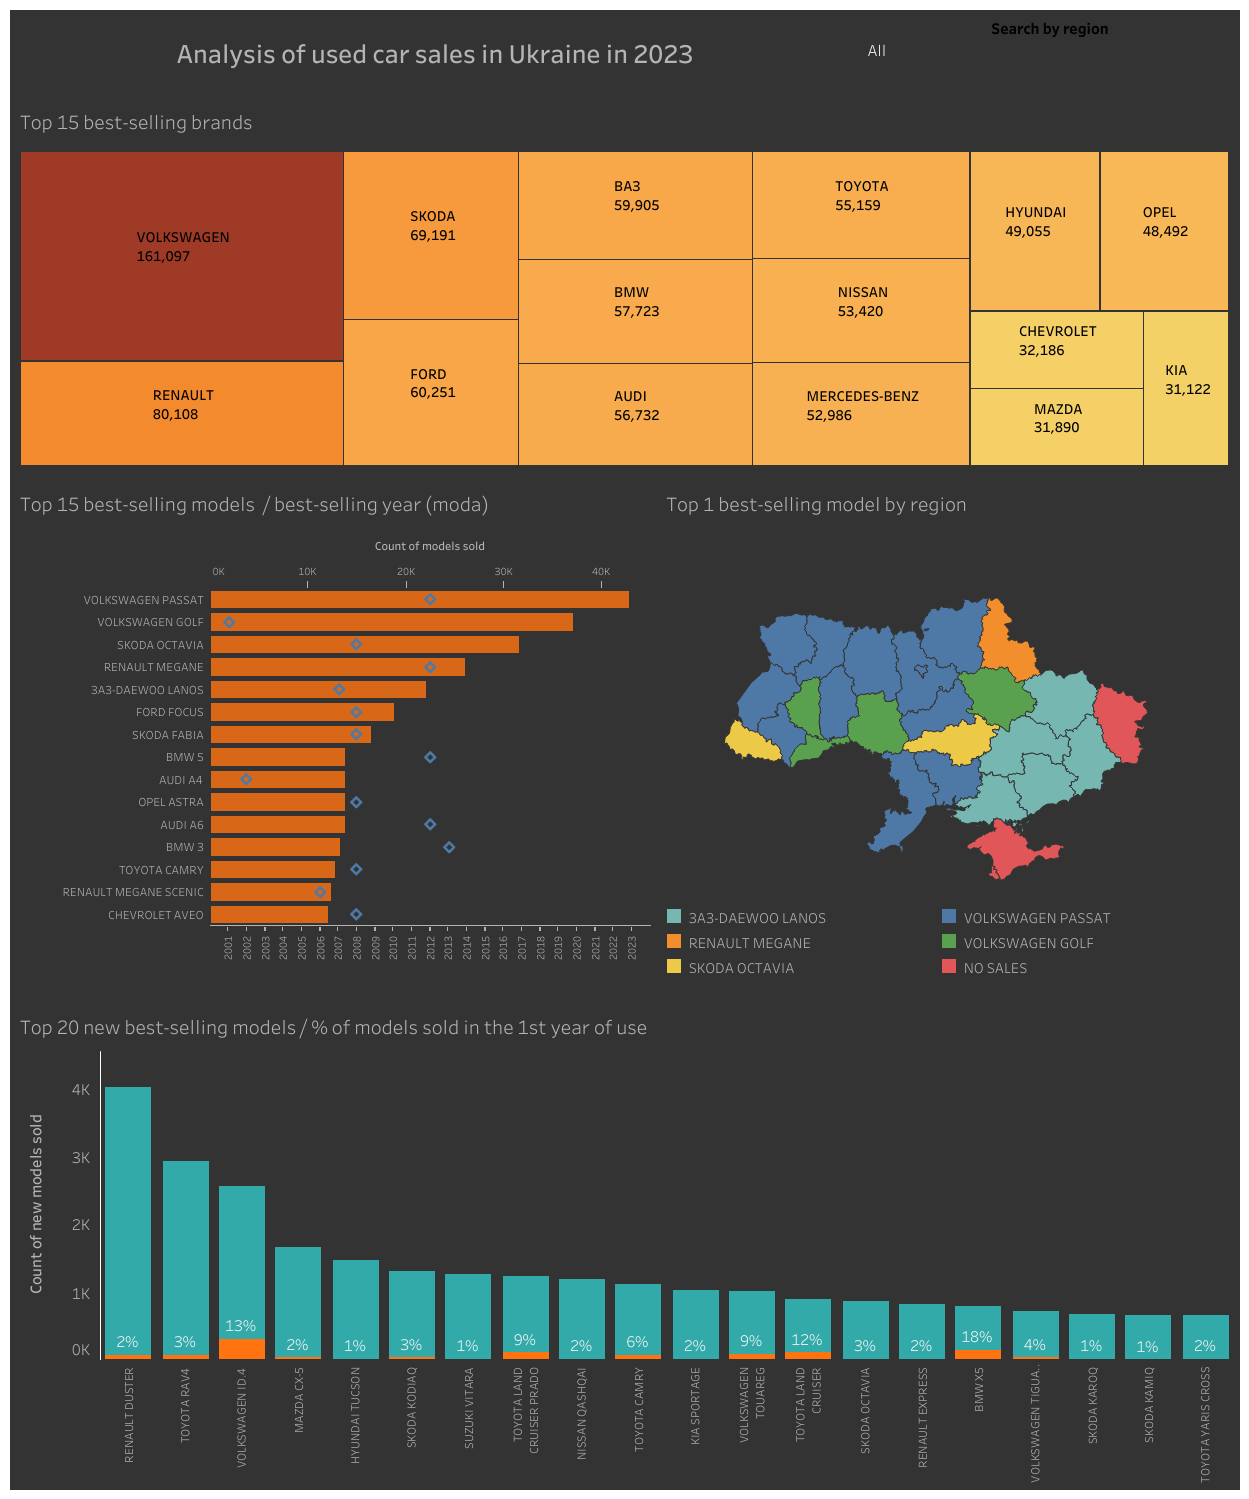 Search by region
Analysis of used car sales in Ukraine in 2023
All
Top 15 best-selling brands
VOLKSWAGEN
161,097
RENAULT
80,108
SKODA
69,191
FORD
60,251
ВАЗ
59,905
BMW
57,723
AUDI
56,732
TOYOTA
55,159
NISSAN
53,420
MERCEDES-BENZ
52,986
HYUNDAI
49,055
OPEL
48,492
CHEVROLET
32,186
MAZDA
31,890
KIA
31,122
Top 15 best-selling models / best-selling year (moda)
Count of models sold
0K 10K 20K 30K 40K
VOLKSWAGEN PASSAT
VOLKSWAGEN GOLF
SKODA OCTAVIA
RENAULT MEGANE
ЗАЗ-DAEWOO LANOS
FORD FOCUS
SKODA FABIA
BMW 5
AUDI A4
OPEL ASTRA
AUDI A6
BMW 3
TOYOTA CAMRY
RENAULT MEGANE SCENIC
CHEVROLET AVEO
2001 2002 2003 2004 2005 2006 2007 2008 2009 2010 2011 2012 2013 2014 2015 2016 2017 2018 2019 2020 2021 2022 2023
Top 1 best-selling model by region
ЗАЗ-DAEWOO LANOS
RENAULT MEGANE
SKODA OCTAVIA
VOLKSWAGEN PASSAT
VOLKSWAGEN GOLF
NO SALES
Top 20 new best-selling models / % of models sold in the 1st year of use
Count of new models sold
4K
3K
2K
1K
0K
2% 3% 13% 2% 1% 3% 1% 9% 2% 6% 2% 9% 12% 3% 2% 18% 4% 1% 1% 2%
RENAULT DUSTER
TOYOTA RAV4
VOLKSWAGEN ID.4
MAZDA CX-5
HYUNDAI TUCSON
SKODA KODIAQ
SUZUKI VITARA
TOYOTA LAND
CRUISER PRADO
NISSAN QASHQAI
TOYOTA CAMRY
KIA SPORTAGE
VOLKSWAGEN
TOUAREG
TOYOTA LAND
CRUISER
SKODA OCTAVIA
RENAULT EXPRESS
BMW X5
VOLKSWAGEN TIGUA..
SKODA KAROQ
SKODA KAMIQ
TOYOTA YARIS CROSS